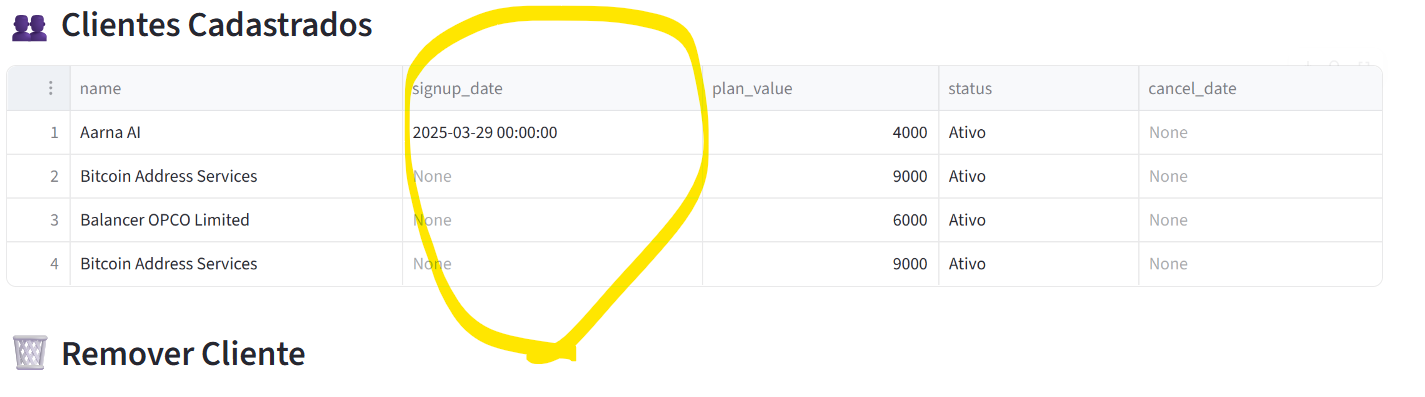 Clientes Cadastrados
name signup_date plan_value status cancel_date
1 Aarna AI 2025-03-29 00:00:00 4000 Ativo None
2 Bitcoin Address Services None 9000 Ativo None
3 Balancer OPCO Limited None 6000 Ativo None
4 Bitcoin Address Services None 9000 Ativo None
Remover Cliente